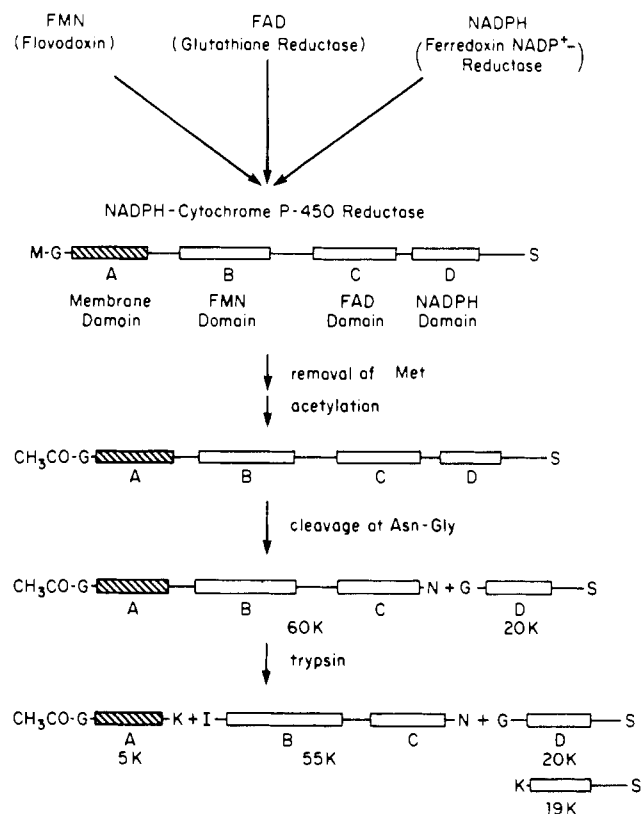 FMN FAD NADPH
(Flavodoxin) (Glutathione Reductase) (Ferredoxin NADP+-
Reductase)
NADPH-Cytochrome P-450 Reductase
M-G S
A B C D
Membrane Domain FMN Domain FAD Domain NADPH Domain
removal of Met
acetylation
CH3CO-G S
A B C D
cleavage at Asn-Gly
CH3CO-G N + G S
A B C D
60K 20K
trypsin
CH3CO-G K + I N + G S
A B C D
5K 55K 20K
K S
19K